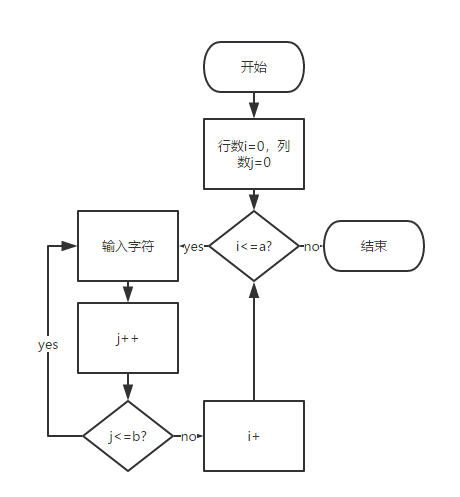 开始
行数i=0，列
数j=0
i<=a?
yes
输入字符
no
结束
j++
yes
j<=b?
no
i+